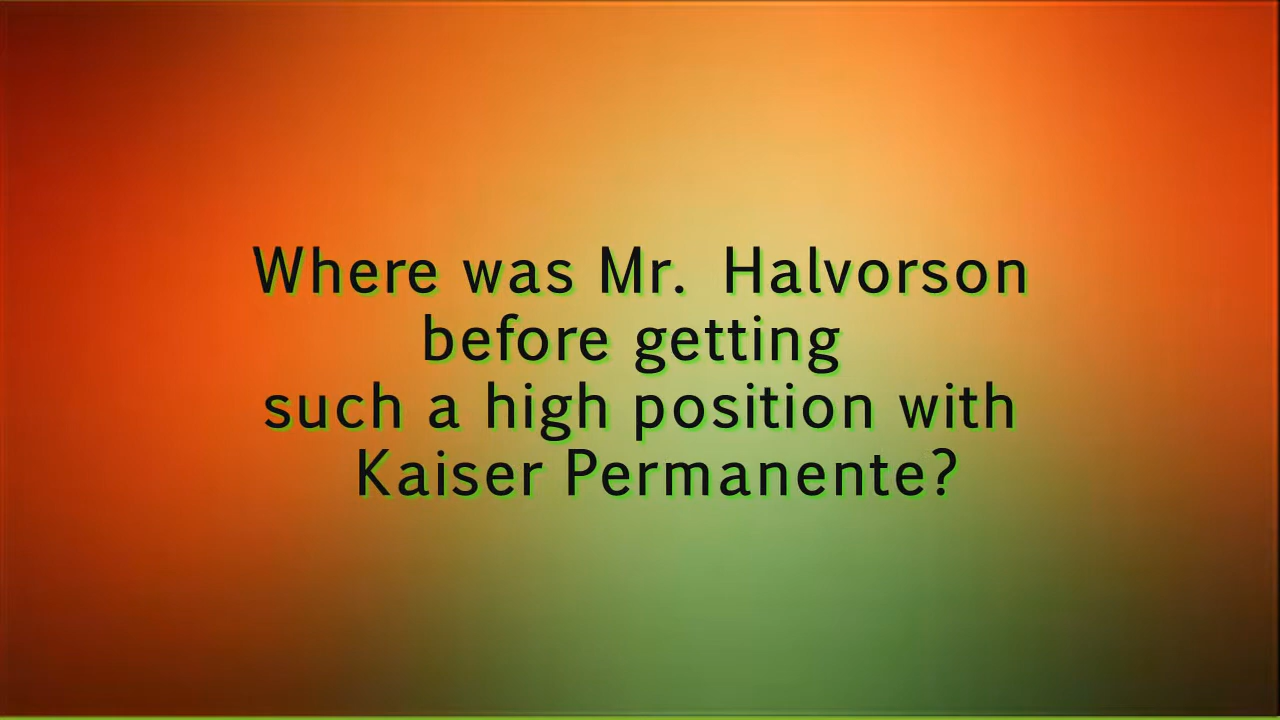 Where was Mr. Halvorson
before getting
such a high position with
Kaiser Permanente?